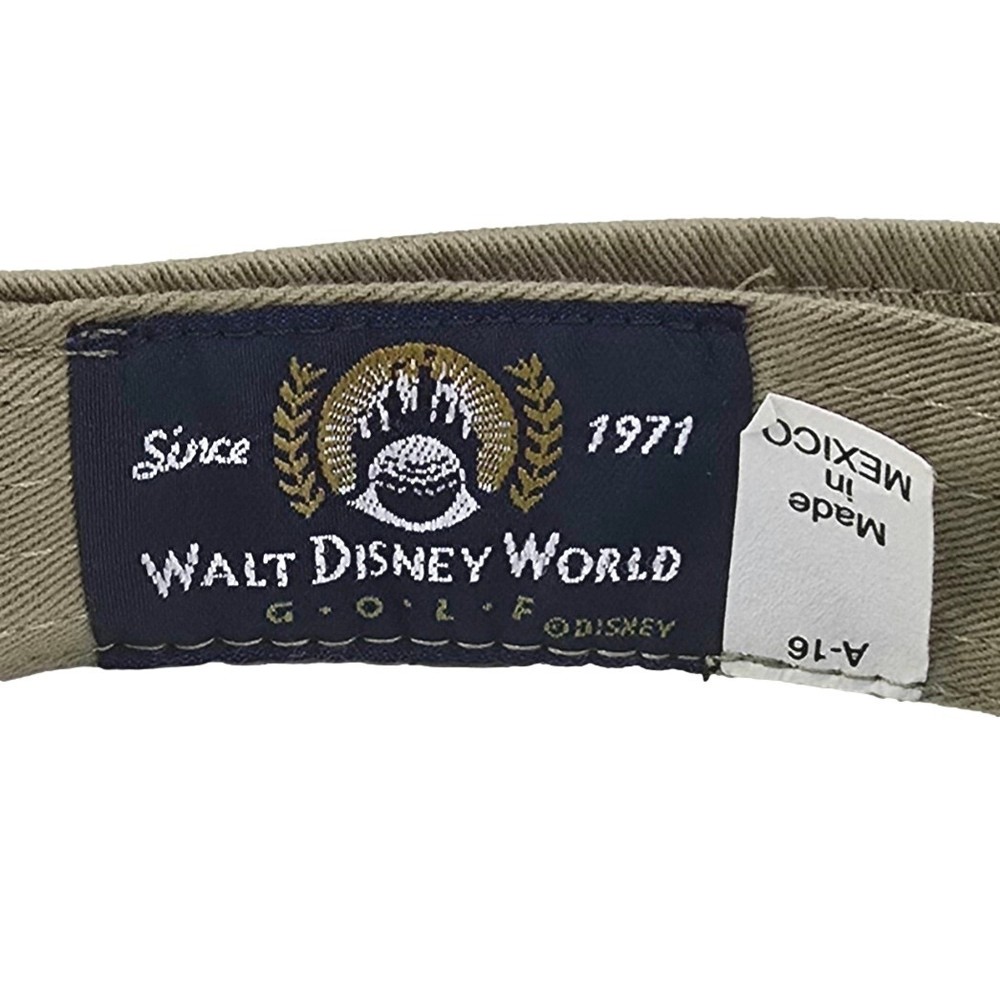 Since 1971
WALT DISNEY WORLD
G · O · L · F
© DISNEY
Made
in
MEXICO
A-16